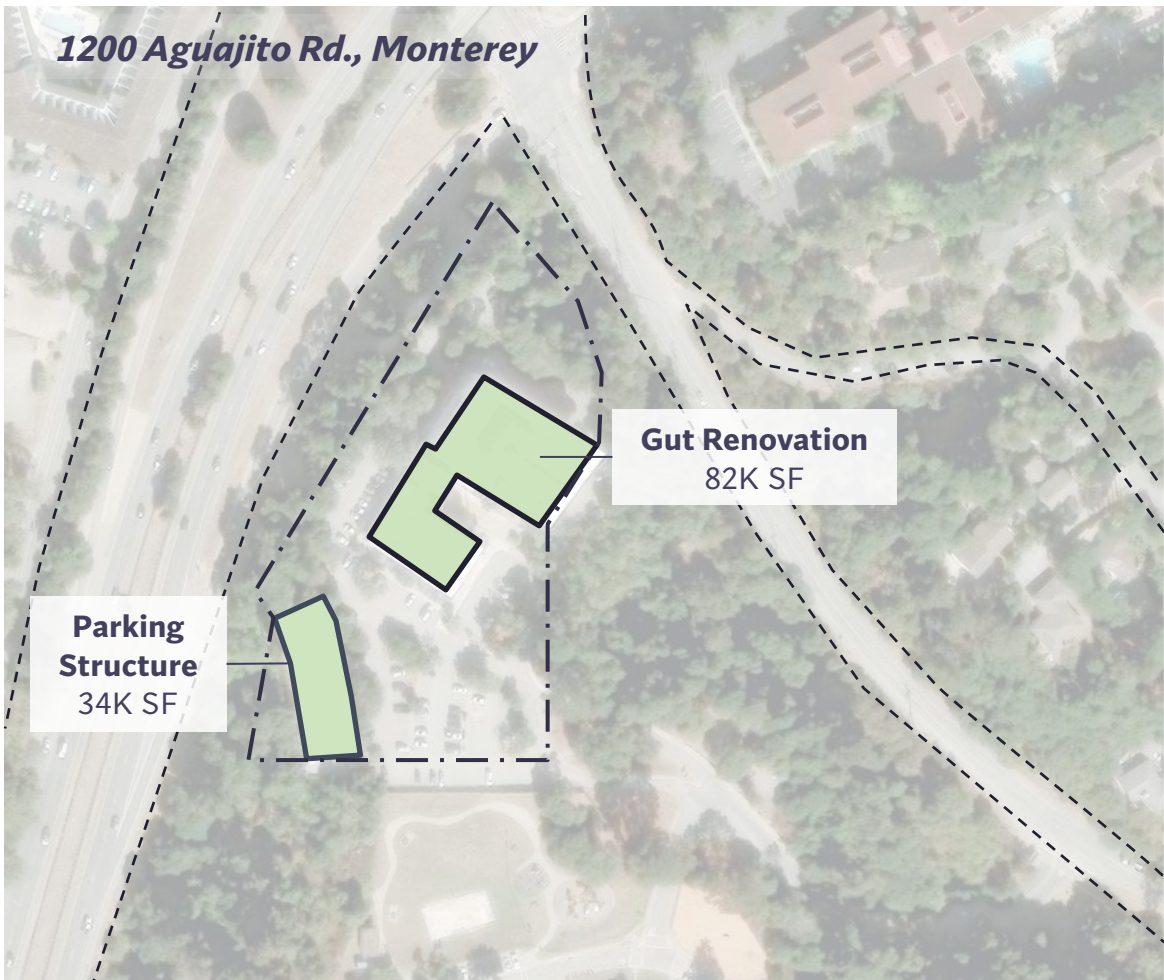 1200 Aguajito Rd., Monterey
Gut Renovation
82K SF
Parking
Structure
34K SF